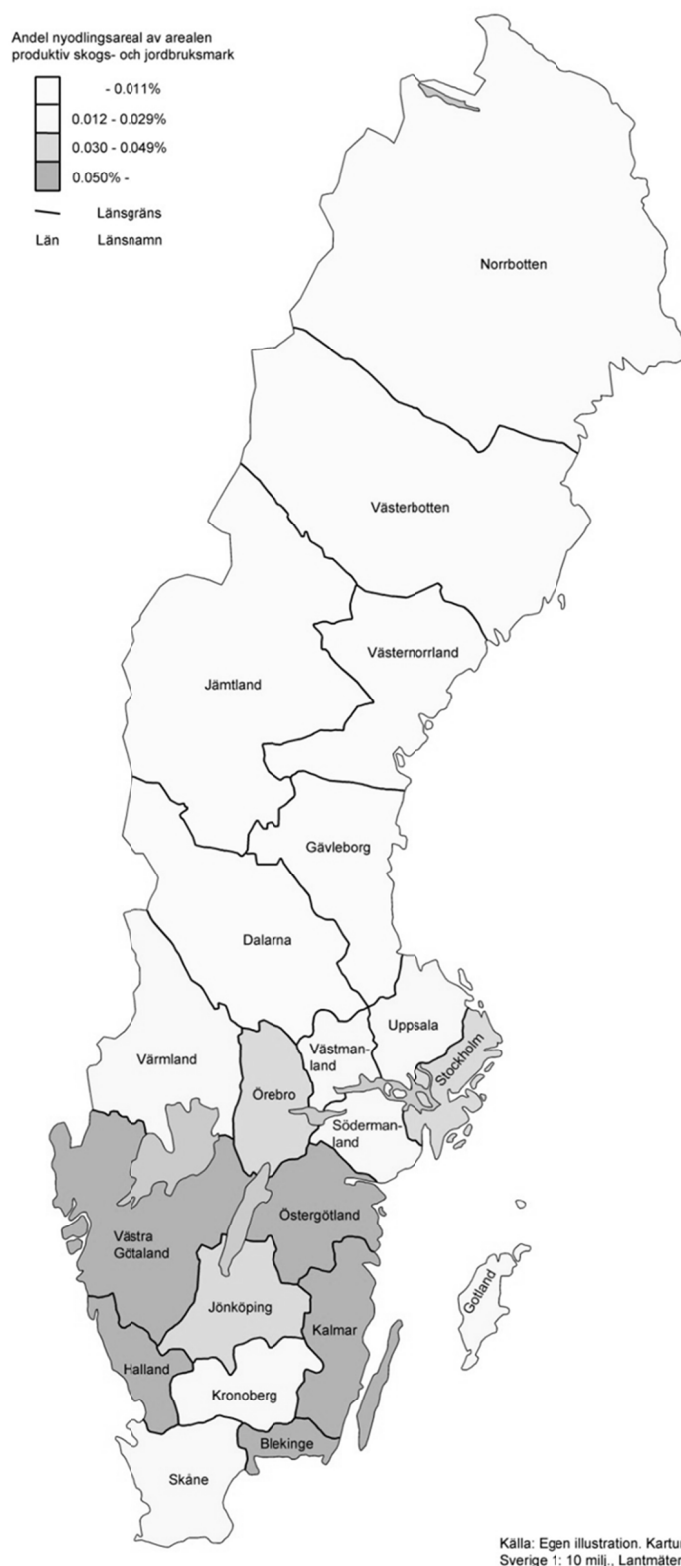 Andel nyodlingsareal av arealen
produktiv skogs- och jordbruksmark
- 0.011%
0.012 - 0.029%
0.030 - 0.049%
0.050% -
Länsgräns
Län Länsnamn
Norrbotten
Västerbotten
Västernorrland
Jämtland
Gävleborg
Dalarna
Uppsala
Värmland
Västman-
land
Stockholm
Örebro
Söderman-
land
Östergötland
Västra
Götaland
Gotland
Jönköping
Kalmar
Halland
Kronoberg
Blekinge
Skåne
Källa: Egen illustration. Kartun
Sverige 1: 10 milj., Lantmäter